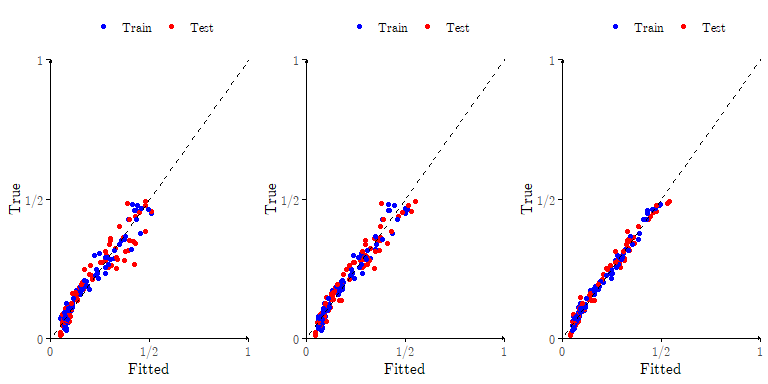 Train Test Train Test Train Test
1 1 1
True 1/2 True 1/2 True 1/2
0 0 0
0 1/2 1 0 1/2 1 0 1/2 1
Fitted Fitted Fitted